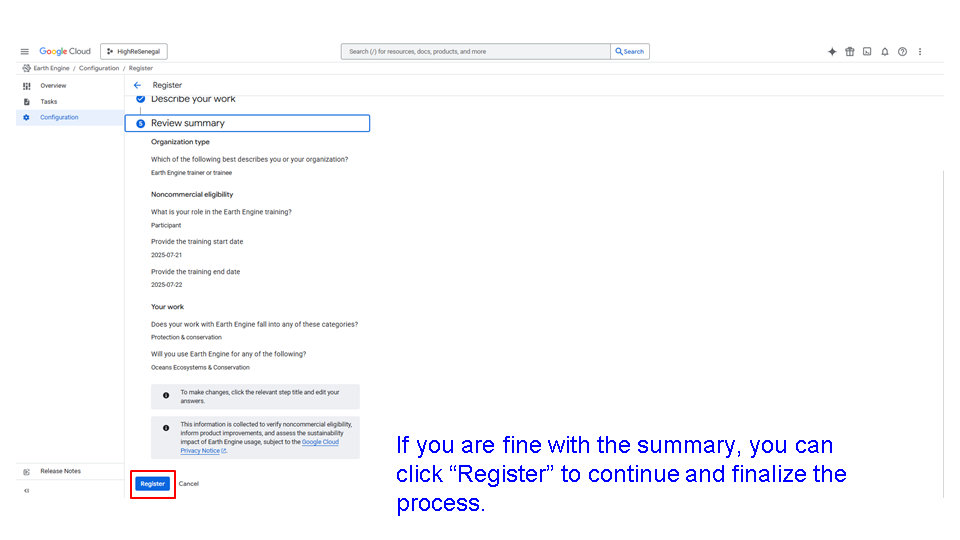 Google Cloud
HighReSenegal
Search (/) for resources, docs, products, and more
Search
Earth Engine / Configuration / Register
Overview
Tasks
Configuration
Register
Describe your work
5 Review summary
Organization type
Which of the following best describes you or your organization?
Earth Engine trainer or trainee
Noncommercial eligibility
What is your role in the Earth Engine training?
Participant
Provide the training start date
2025-07-21
Provide the training end date
2025-07-22
Your work
Does your work with Earth Engine fall into any of these categories?
Protection & conservation
Will you use Earth Engine for any of the following?
Oceans Ecosystems & Conservation
To make changes, click the relevant step title and edit your
answers.
This information is collected to verify noncommercial eligibility,
inform product improvements, and assess the sustainability
impact of Earth Engine usage, subject to the Google Cloud
Privacy Notice.
Release Notes
Register
Cancel
If you are fine with the summary, you can
click “Register” to continue and finalize the
process.